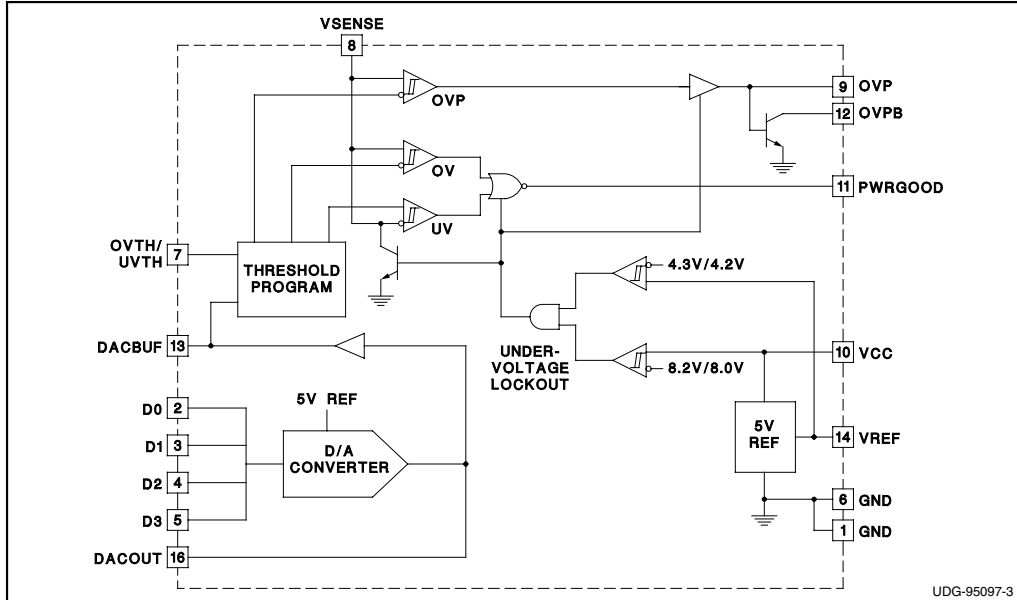 VSENSE
8
OVP
9 OVP
12 OVPB
OV
11 PWRGOOD
UV
OVTH/
UVTH
7
THRESHOLD
PROGRAM
4.3V/4.2V
DACBUF 13
UNDER-
VOLTAGE
LOCKOUT
10 VCC
8.2V/8.0V
5V REF
D0 2
D1 3
D2 4
D3 5
D/A
CONVERTER
5V
REF
14 VREF
6 GND
1 GND
DACOUT 16
UDG-95097-3